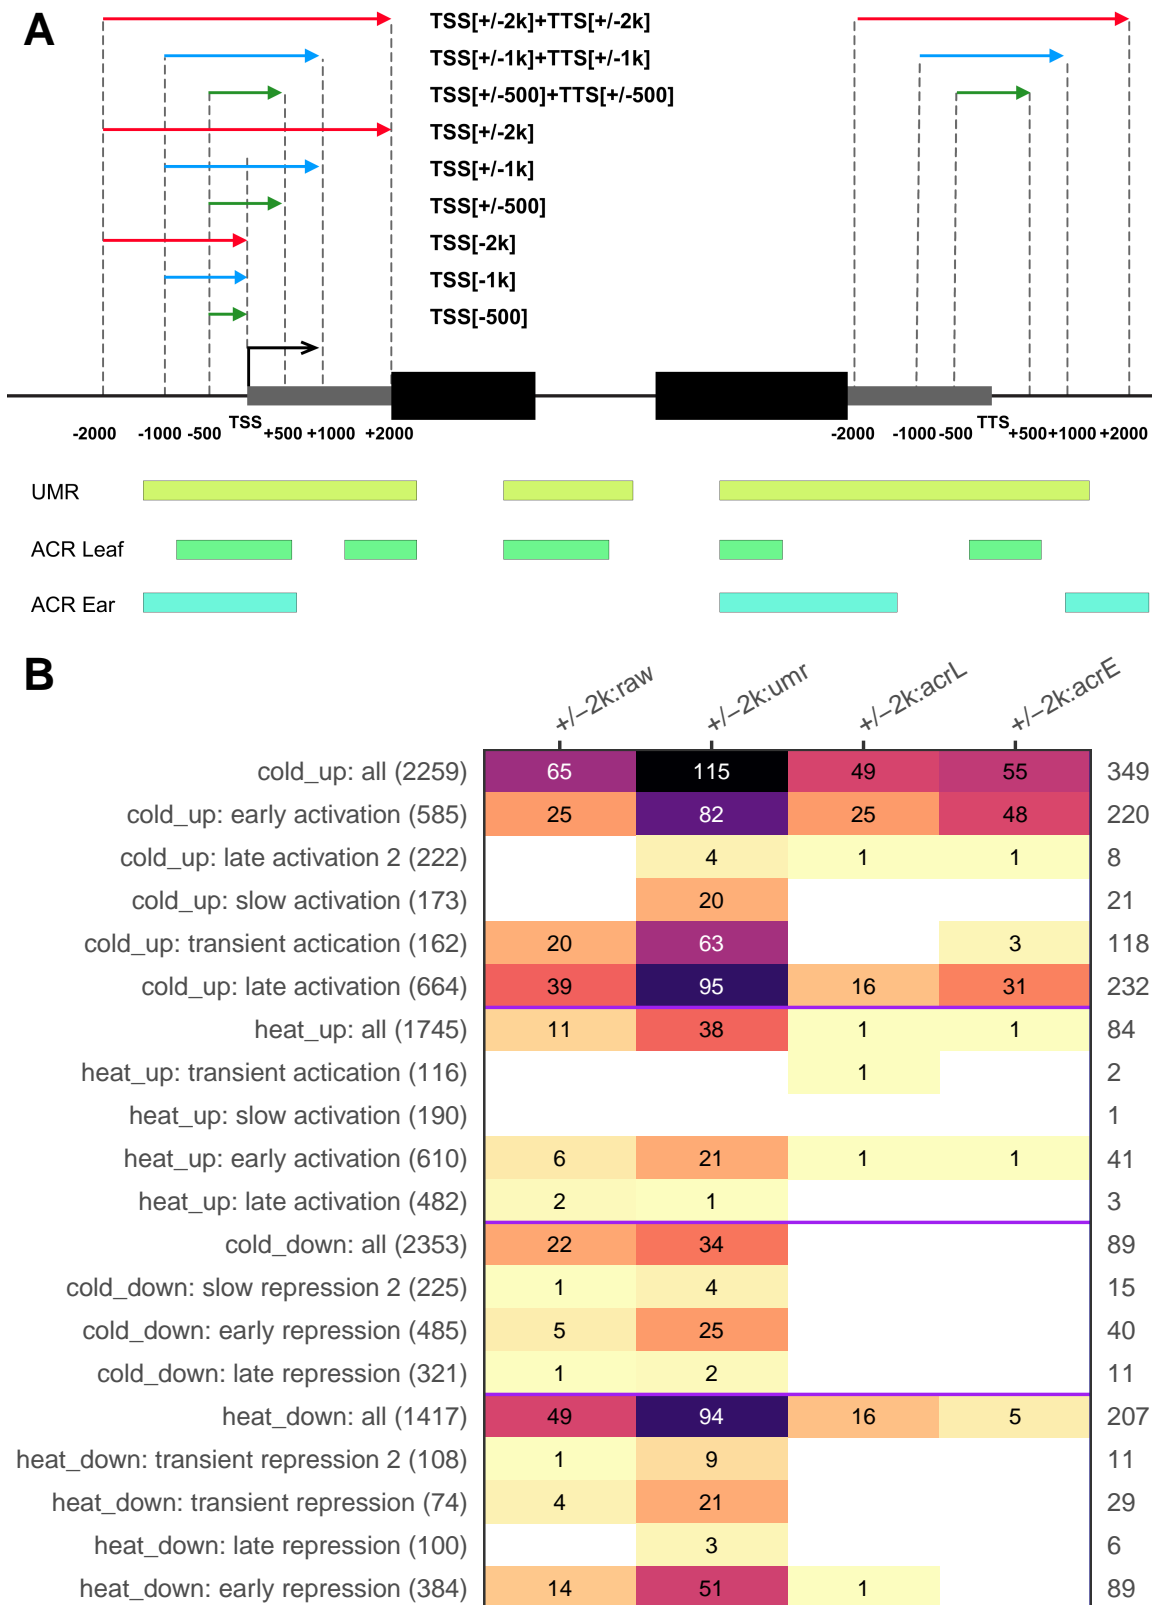 A
TSS[+/-2k]+TTS[+/-2k]
TSS[+/-1k]+TTS[+/-1k]
TSS[+/-500]+TTS[+/-500]
TSS[+/-2k]
TSS[+/-1k]
TSS[+/-500]
TSS[-2k]
TSS[-1k]
TSS[-500]
-2000 -1000 -500 TSS +500 +1000 +2000 -2000 -1000 -500 TTS +500 +1000 +2000
UMR
ACR Leaf
ACR Ear
B
+/−2k:raw +/−2k:umr +/−2k:acrL +/−2k:acrE
cold_up: all (2259) 65 115 49 55 349
cold_up: early activation (585) 25 82 25 48 220
cold_up: late activation 2 (222) 4 1 1 8
cold_up: slow activation (173) 20 21
cold_up: transient actication (162) 20 63 3 118
cold_up: late activation (664) 39 95 16 31 232
heat_up: all (1745) 11 38 1 1 84
heat_up: transient actication (116) 1 2
heat_up: slow activation (190) 1
heat_up: early activation (610) 6 21 1 1 41
heat_up: late activation (482) 2 1 3
cold_down: all (2353) 22 34 89
cold_down: slow repression 2 (225) 1 4 15
cold_down: early repression (485) 5 25 40
cold_down: late repression (321) 1 2 11
heat_down: all (1417) 49 94 16 5 207
heat_down: transient repression 2 (108) 1 9 11
heat_down: transient repression (74) 4 21 29
heat_down: late repression (100) 3 6
heat_down: early repression (384) 14 51 1 89